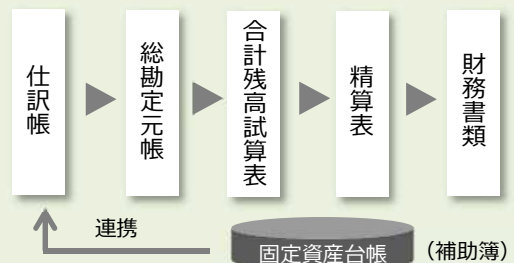 仕訳帳
総勘定元帳
合計残高試算表
精算表
財務書類
連携
固定資産台帳
(補助簿)